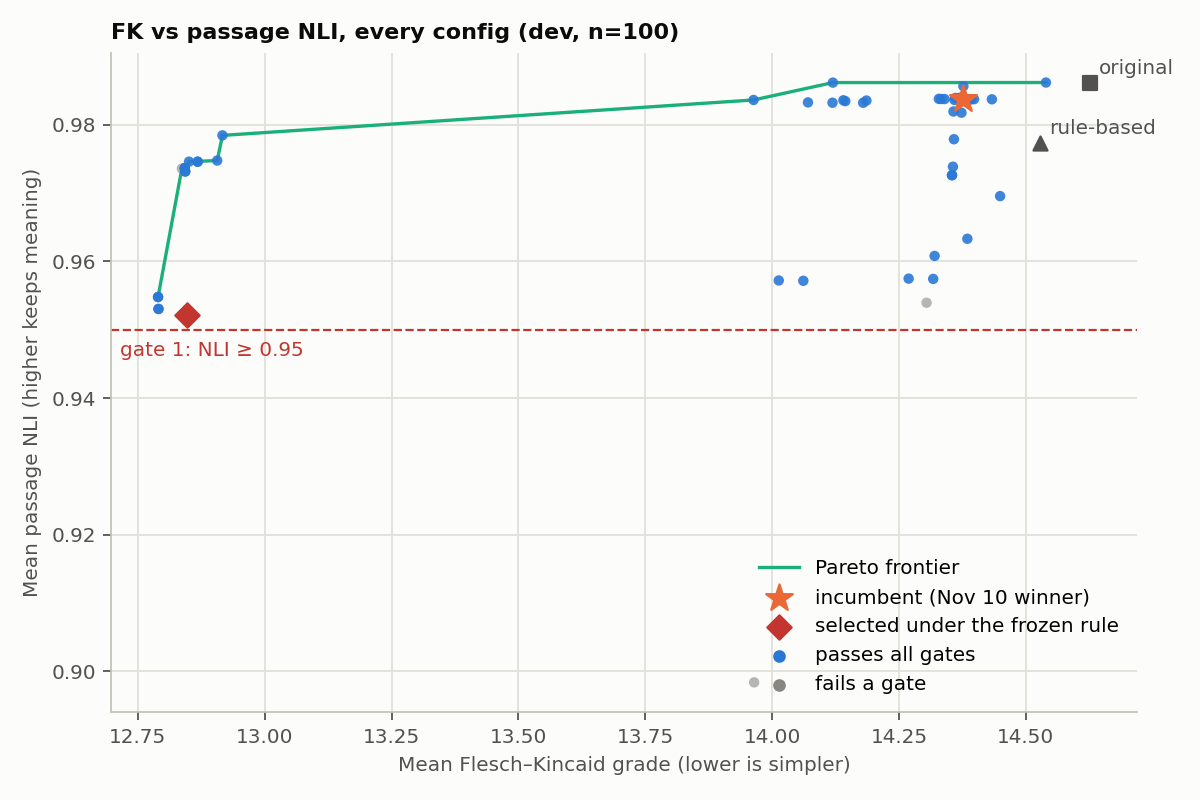 FK vs passage NLI, every config (dev, n=100)
original
rule-based
0.98
0.96
0.94
0.92
0.90
Mean passage NLI (higher keeps meaning)
gate 1: NLI ≥ 0.95
Pareto frontier
incumbent (Nov 10 winner)
selected under the frozen rule
passes all gates
fails a gate
12.75 13.00 13.25 13.50 13.75 14.00 14.25 14.50
Mean Flesch–Kincaid grade (lower is simpler)